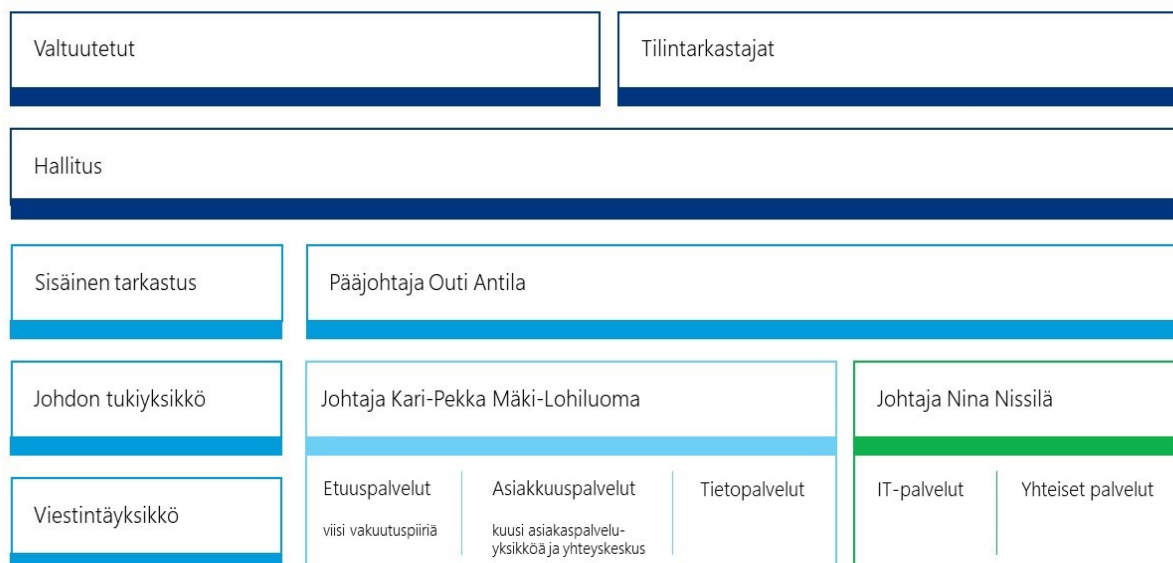 Valtuutetut
Tilintarkastajat
Hallitus
Sisäinen tarkastus
Pääjohtaja Outi Antila
Johdon tukiyksikkö
Johtaja Kari-Pekka Mäki-Lohiluoma
Johtaja Nina Nissilä
Viestintäyksikkö
Etuuspalvelut
viisi vakuutuspiiriä
Asiakkuuspalvelut
kuusi asiakaspalvelu-
yksikköä ja yhteyskeskus
Tietopalvelut
IT-palvelut
Yhteiset palvelut